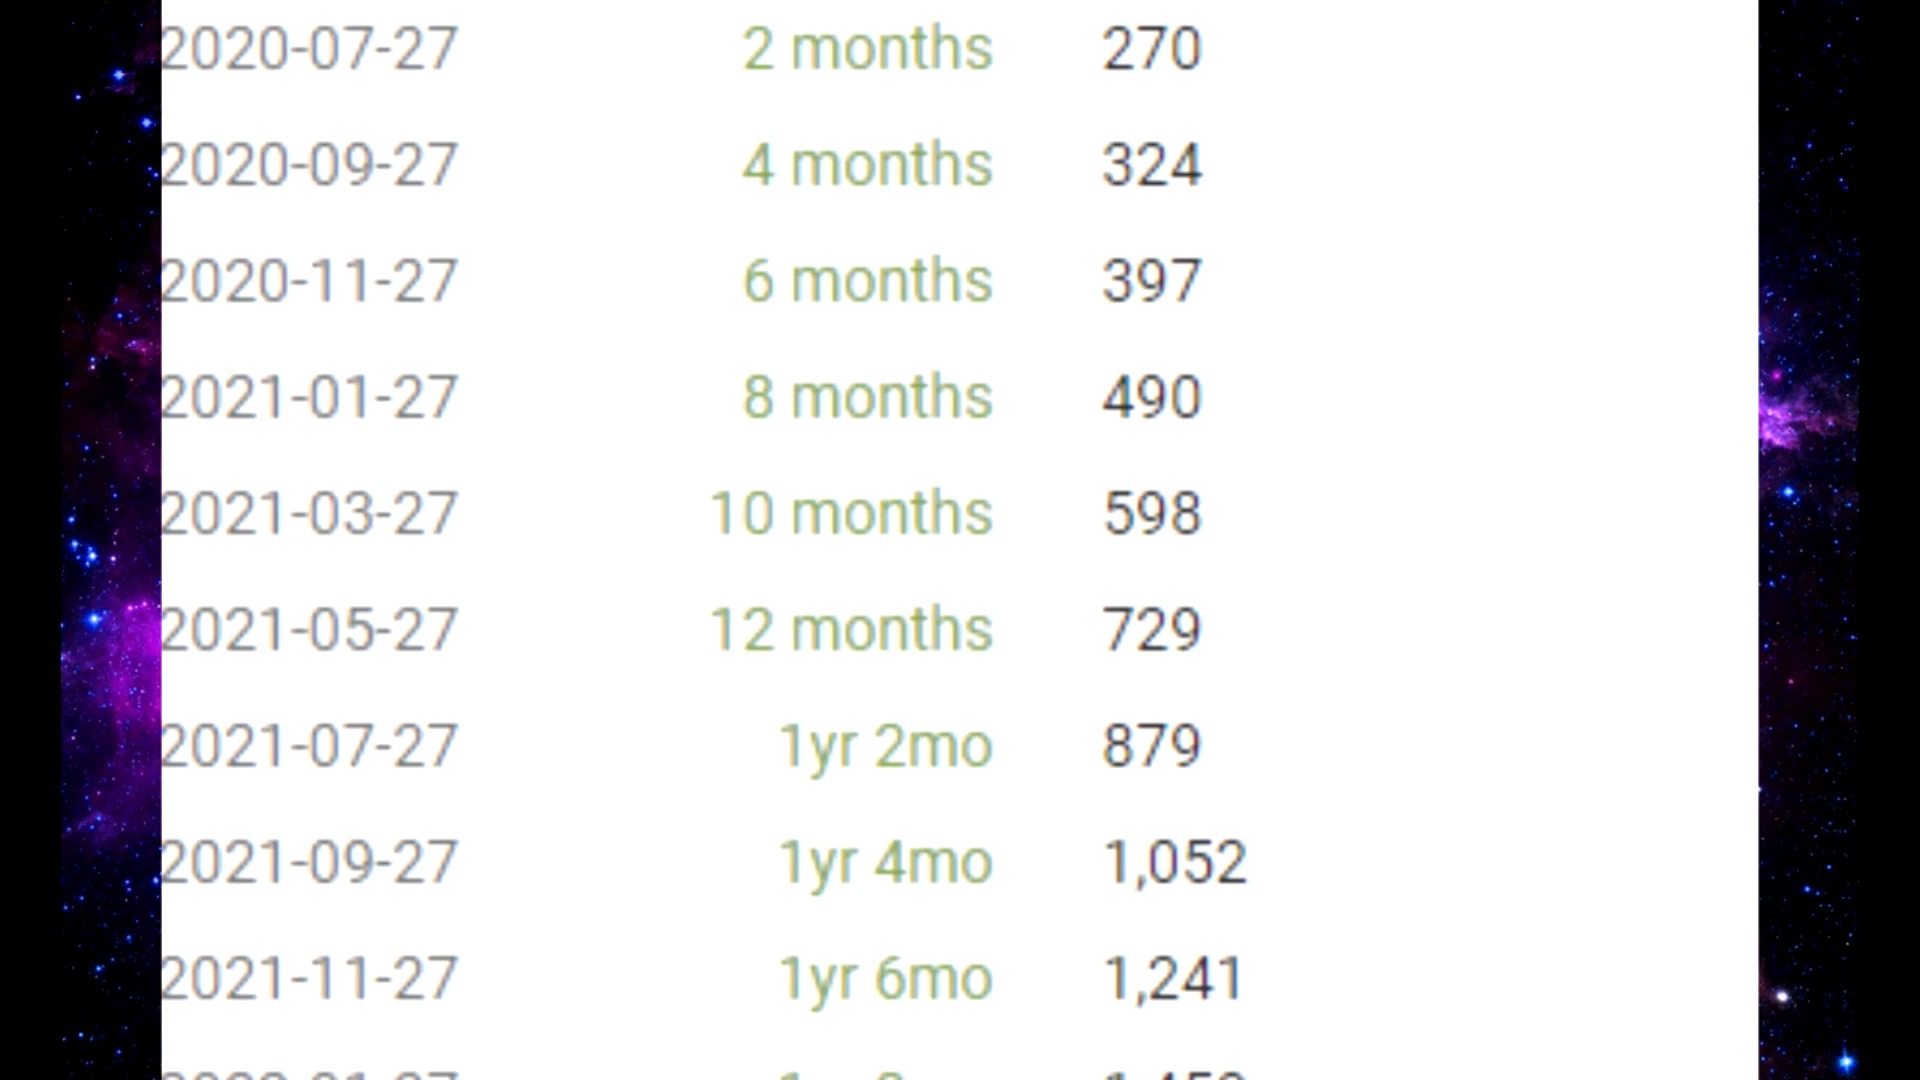 2020-07-27 2 months 270
2020-09-27 4 months 324
2020-11-27 6 months 397
2021-01-27 8 months 490
2021-03-27 10 months 598
2021-05-27 12 months 729
2021-07-27 1yr 2mo 879
2021-09-27 1yr 4mo 1,052
2021-11-27 1yr 6mo 1,241